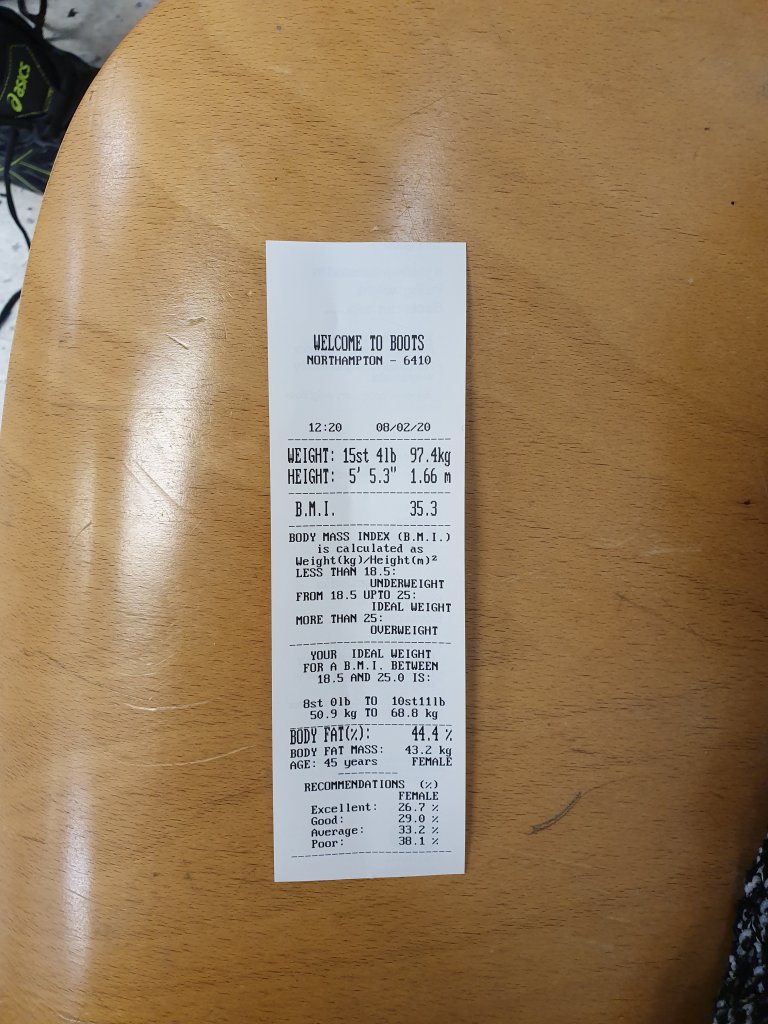 asics
WELCOME TO BOOTS
NORTHAMPTON - 6410
12:20 08/02/20
WEIGHT: 15st 4lb 97.4kg
HEIGHT: 5' 5.3" 1.66 m
B.M.I. 35.3
BODY MASS INDEX (B.M.I.)
is calculated as
Weight(kg)/Height(m)²
LESS THAN 18.5:
UNDERWEIGHT
FROM 18.5 UPTO 25:
IDEAL WEIGHT
MORE THAN 25:
OVERWEIGHT
YOUR IDEAL WEIGHT
FOR A B.M.I. BETWEEN
18.5 AND 25.0 IS:
8st 0lb TO 10st11lb
50.9 kg TO 68.8 kg
BODY FAT(%): 44.4 %
BODY FAT MASS: 43.2 kg
AGE: 45 years FEMALE
RECOMMENDATIONS (%)
FEMALE
Excellent: 26.7 %
Good: 29.0 %
Average: 33.2 %
Poor: 38.1 %